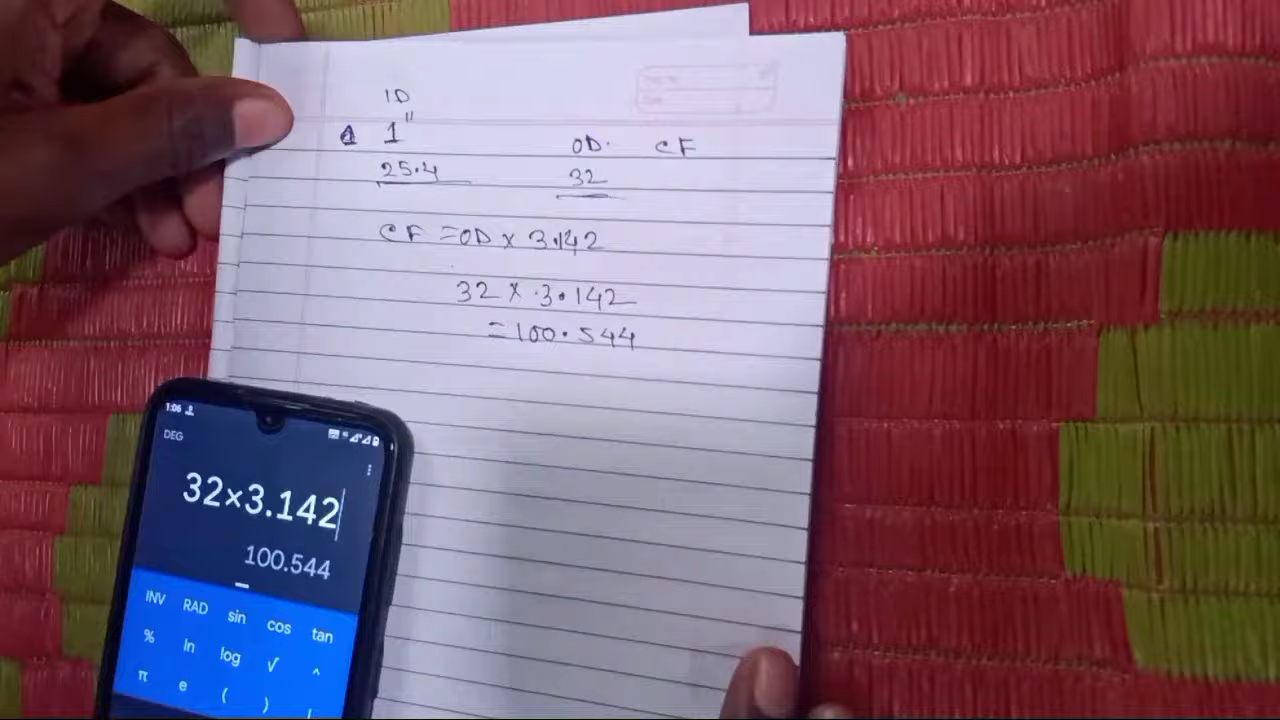 ID
1"
OD. CF
25.4 32
CF = OD × 3.142
32 × 3.142
= 100.544
1:06
DEG
32×3.142
100.544
INV RAD sin cos tan
% ln log √ ^
π e ( ) !